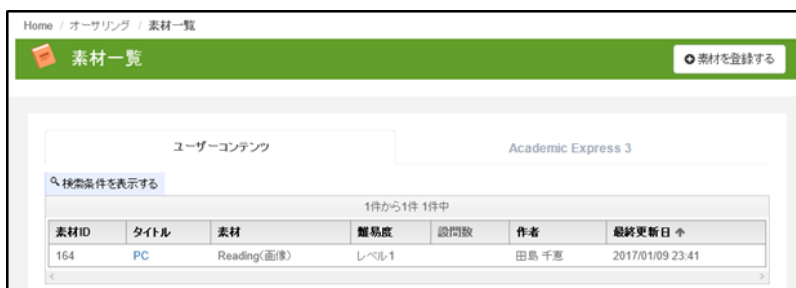 Home / オーサリング / 素材一覧
素材一覧
素材を登録する
ユーザーコンテンツ Academic Express 3
検索条件を表示する
1件から1件 1件中
素材ID タイトル 素材 難易度 設問数 作者 最終更新日
164 PC Reading(画像) レベル1 田島 千恵 2017/01/09 23:41